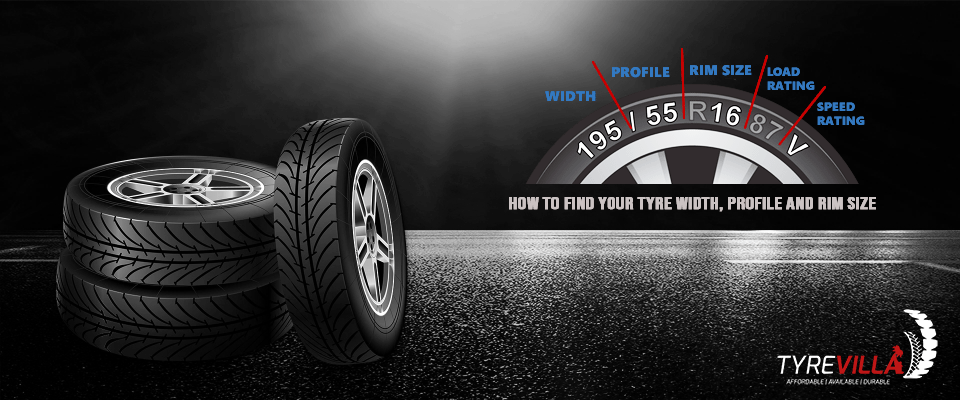 WIDTH
PROFILE
RIM SIZE
LOAD
RATING
SPEED
RATING
195 / 55 R16 87 V
HOW TO FIND YOUR TYRE WIDTH, PROFILE AND RIM SIZE
TYREVILLA
AFFORDABLE | AVAILABLE | DURABLE